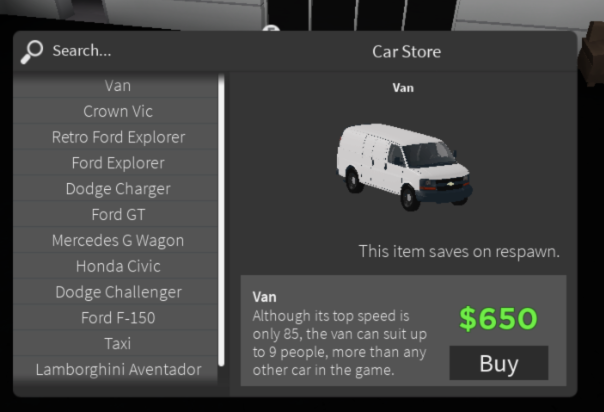 Search...
Car Store
Van
Crown Vic
Retro Ford Explorer
Ford Explorer
Dodge Charger
Ford GT
Mercedes G Wagon
Honda Civic
Dodge Challenger
Ford F-150
Taxi
Lamborghini Aventador
Van
This item saves on respawn.
Van
Although its top speed is
only 85, the van can suit up
to 9 people, more than any
other car in the game.
$650
Buy